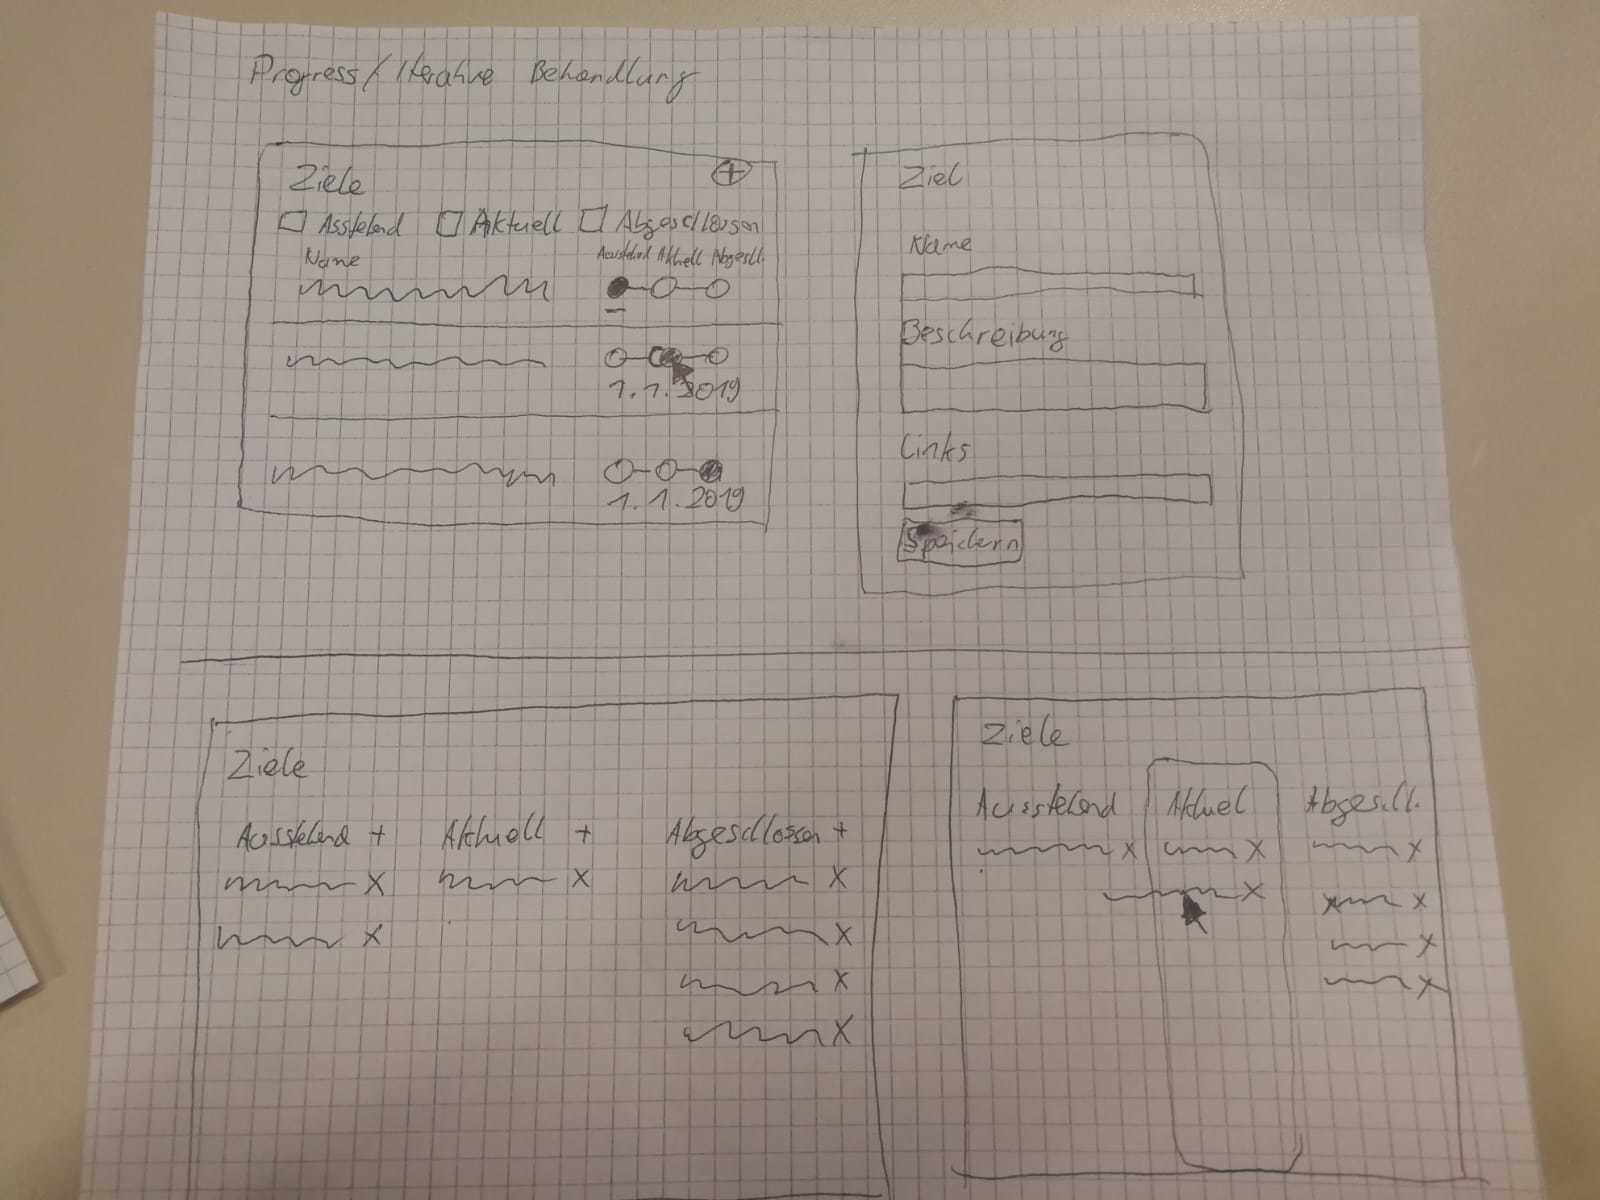 Progress/Iterative Behandlung
Ziele +
Asstehend Aktuell Abgeschlossen
Name Ausstehend Aktuell Abgeschl.
1.1.2019
1.1.2019
Ziel
Name
Beschreibung
Links
Speichern
Ziele
Ausstehend + Aktuell + Abgeschlossen +
X X X
X X
X
X
Ziele
Ausstehend Aktuel Abgeschl.
X X X
X X
X
X